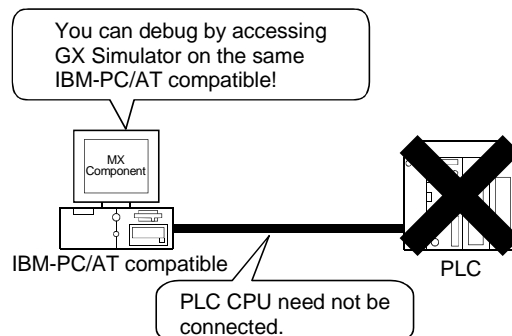 You can debug by accessing
GX Simulator on the same
IBM-PC/AT compatible!
MX
Component
IBM-PC/AT compatible
PLC
PLC CPU need not be
connected.